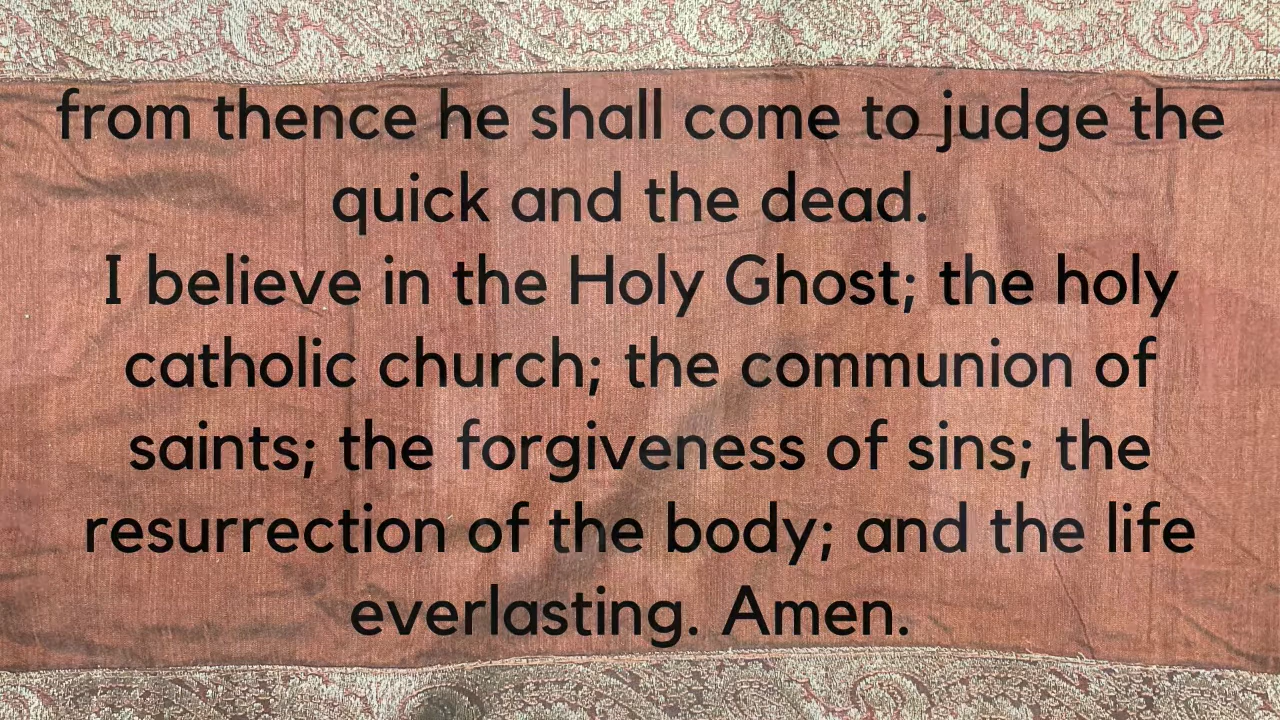 from thence he shall come to judge the
quick and the dead.
I believe in the Holy Ghost; the holy
catholic church; the communion of
saints; the forgiveness of sins; the
resurrection of the body; and the life
everlasting. Amen.